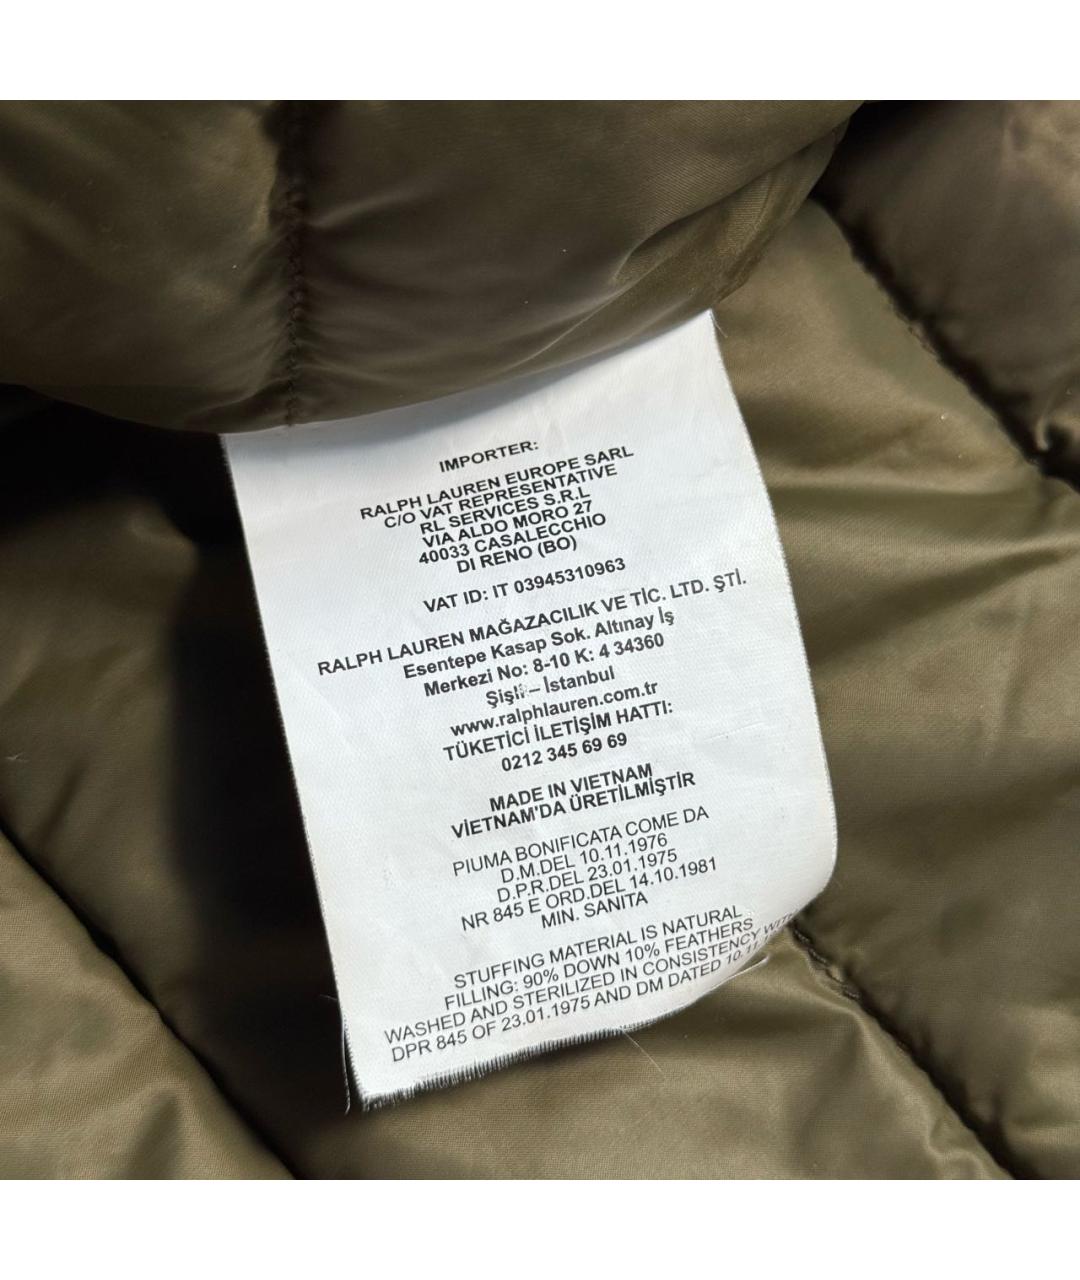 IMPORTER:
RALPH LAUREN EUROPE SARL
C/O VAT REPRESENTATIVE
RL SERVICES S.R.L
VIA ALDO MORO 27
40033 CASALECCHIO
DI RENO (BO)
VAT ID: IT 03945310963
RALPH LAUREN MAĞAZACILIK VE TİC. LTD. ŞTİ.
Esentepe Kasap Sok. Altınay İş
Merkezi No: 8-10 K: 4 34360
Şişli – İstanbul
www.ralphlauren.com.tr
TÜKETİCİ İLETİŞİM HATTI:
0212 345 69 69
MADE IN VIETNAM
VİETNAM'DA ÜRETİLMİŞTİR
PIUMA BONIFICATA COME DA
D.M.DEL 10.11.1976
D.P.R.DEL 23.01.1975
NR 845 E ORD.DEL 14.10.1981
MIN. SANITA
STUFFING MATERIAL IS NATURAL
FILLING: 90% DOWN 10% FEATHERS
WASHED AND STERILIZED IN CONSISTENCY WITH
DPR 845 OF 23.01.1975 AND DM DATED